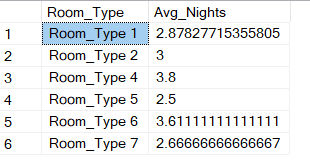 Room_Type Avg_Nights
1 Room_Type 1 2.87827715355805
2 Room_Type 2 3
3 Room_Type 4 3.8
4 Room_Type 5 2.5
5 Room_Type 6 3.61111111111111
6 Room_Type 7 2.66666666666667